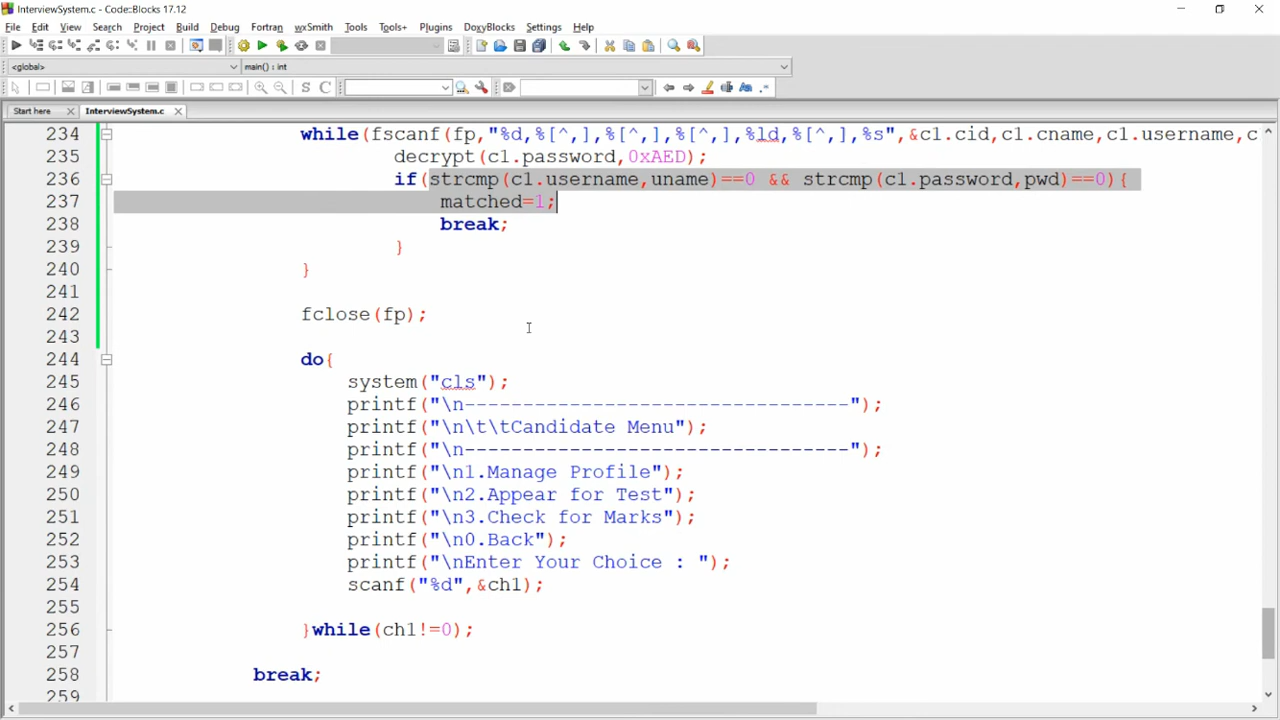 InterviewSystem.c - Code::Blocks 17.12
File Edit View Search Project Build Debug Fortran wxSmith Tools Tools+ Plugins DoxyBlocks Settings Help
<global> main() : int
S C
Start here InterviewSystem.c
234 while(fscanf(fp,"%d,%[^,],%[^,],%[^,],%ld,%[^,],%s",&c1.cid,c1.cname,c1.username,c
235 decrypt(c1.password,0xAED);
236 if(strcmp(c1.username,uname)==0 && strcmp(c1.password,pwd)==0){
237 matched=1;
238 break;
239 }
240 }
241
242 fclose(fp);
243
244 do{
245 system("cls");
246 printf("\n---------------------------------");
247 printf("\n\t\tCandidate Menu");
248 printf("\n---------------------------------");
249 printf("\n1.Manage Profile");
250 printf("\n2.Appear for Test");
251 printf("\n3.Check for Marks");
252 printf("\n0.Back");
253 printf("\nEnter Your Choice : ");
254 scanf("%d",&ch1);
255
256 }while(ch1!=0);
257
258 break;
259